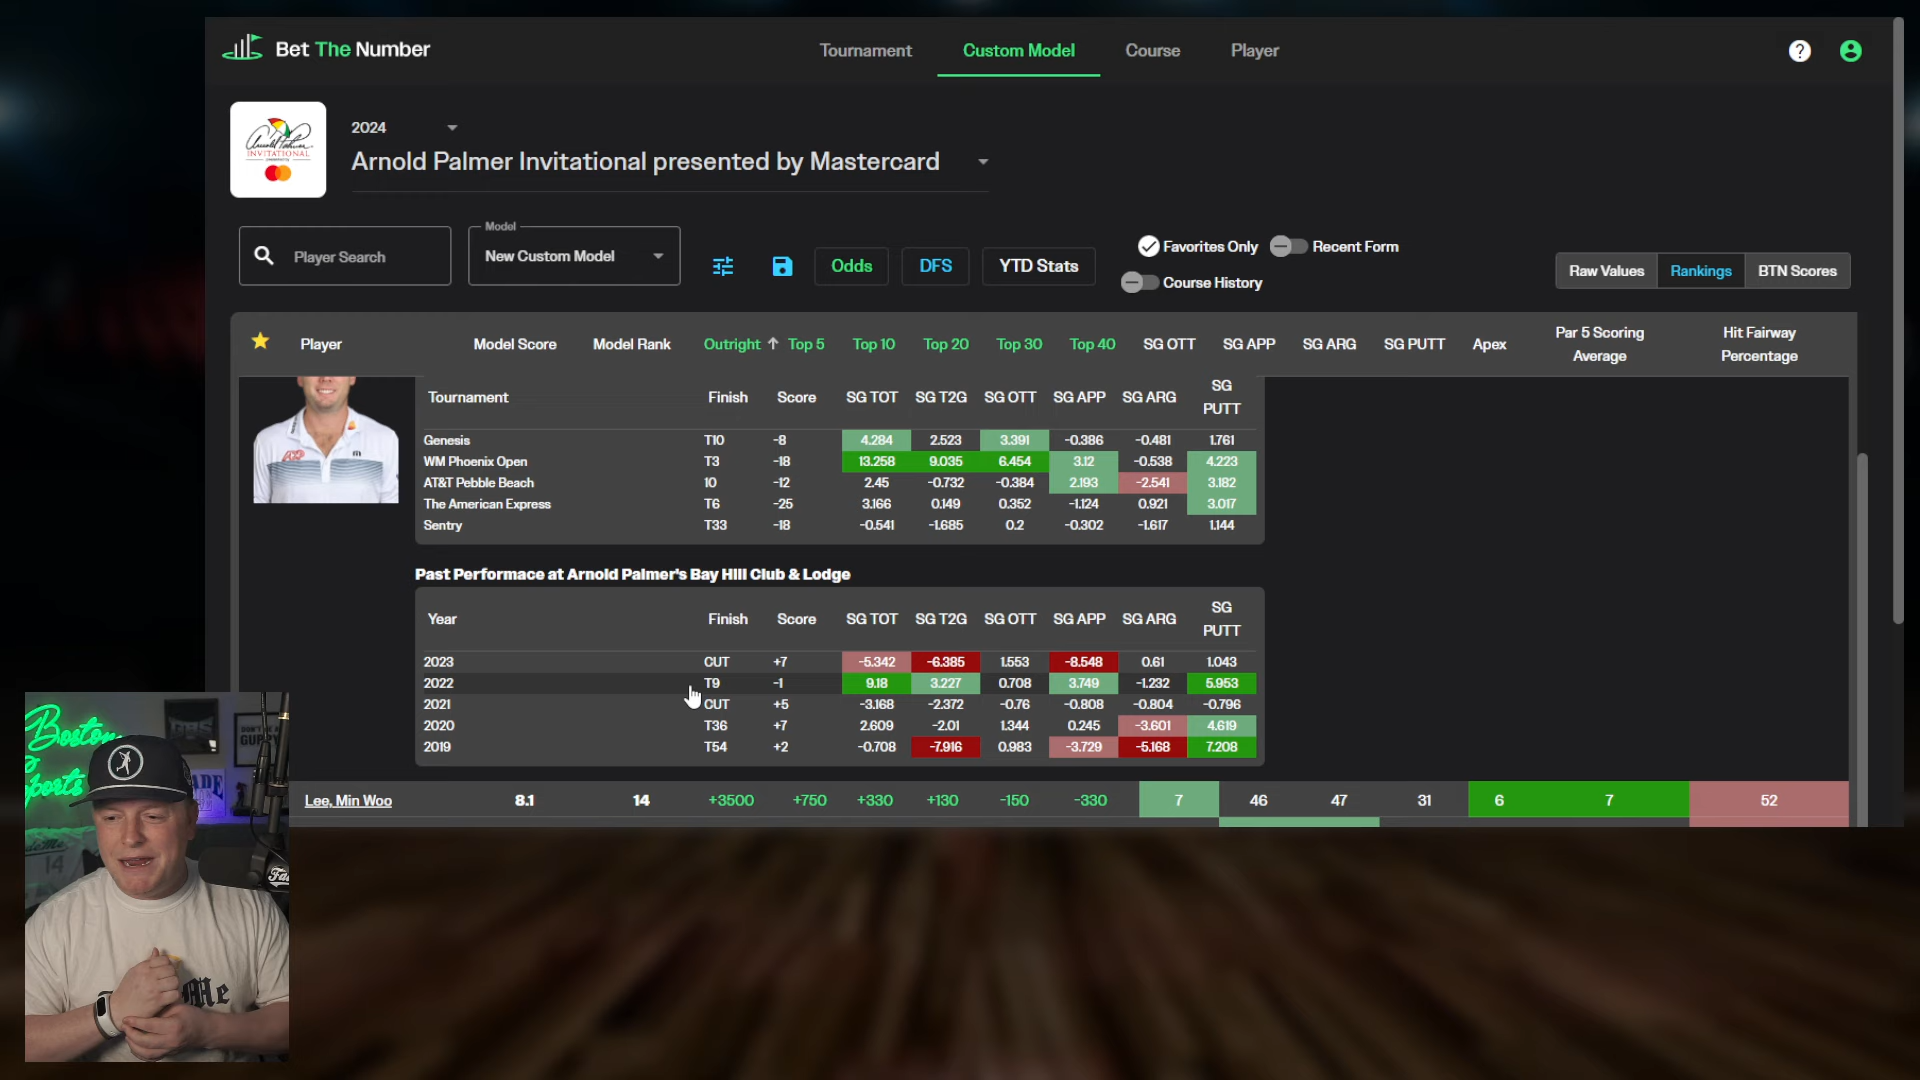 Bet The Number
Tournament Custom Model Course Player
?
2024
Arnold Palmer Invitational presented by Mastercard
Player Search
Model
New Custom Model
Odds DFS YTD Stats
Favorites Only Recent Form
Course History
Raw Values Rankings BTN Scores
Player Model Score Model Rank Outright Top 5 Top 10 Top 20 Top 30 Top 40 SG OTT SG APP SG ARG SG PUTT Apex Par 5 Scoring Average Hit Fairway Percentage
Tournament Finish Score SG TOT SG T2G SG OTT SG APP SG ARG SG PUTT
Genesis T10 -8 4.284 2.523 3.391 -0.386 -0.481 1.761
WM Phoenix Open T3 -18 13.258 9.035 6.454 3.12 -0.538 4.223
AT&T Pebble Beach 10 -12 2.45 -0.732 -0.384 2.193 -2.541 3.182
The American Express T6 -25 3.166 0.149 0.352 -1.124 0.921 3.017
Sentry T33 -18 -0.541 -1.685 0.2 -0.302 -1.617 1.144
Past Performace at Arnold Palmer's Bay Hill Club & Lodge
Year Finish Score SG TOT SG T2G SG OTT SG APP SG ARG SG PUTT
2023 CUT +7 -5.342 -6.385 1.553 -8.548 0.61 1.043
2022 T9 -1 9.18 3.227 0.708 3.749 -1.232 5.953
2021 CUT +5 -3.168 -2.372 -0.76 -0.808 -0.804 -0.796
2020 T36 +7 2.609 -2.01 1.344 0.245 -3.601 4.619
2019 T54 +2 -0.708 -7.916 0.983 -3.729 -5.168 7.208
Lee, Min Woo 8.1 14 +3500 +750 +330 +130 -150 -330 7 46 47 31 6 7 52
Boston
Sports